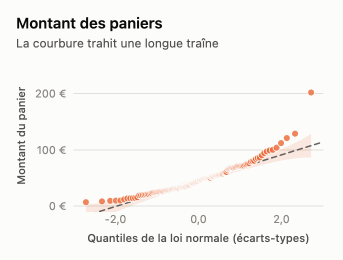 Montant des paniers
La courbure trahit une longue traîne
Montant du panier
200 €
100 €
0 €
−2,0
0,0
2,0
Quantiles de la loi normale (écarts-types)